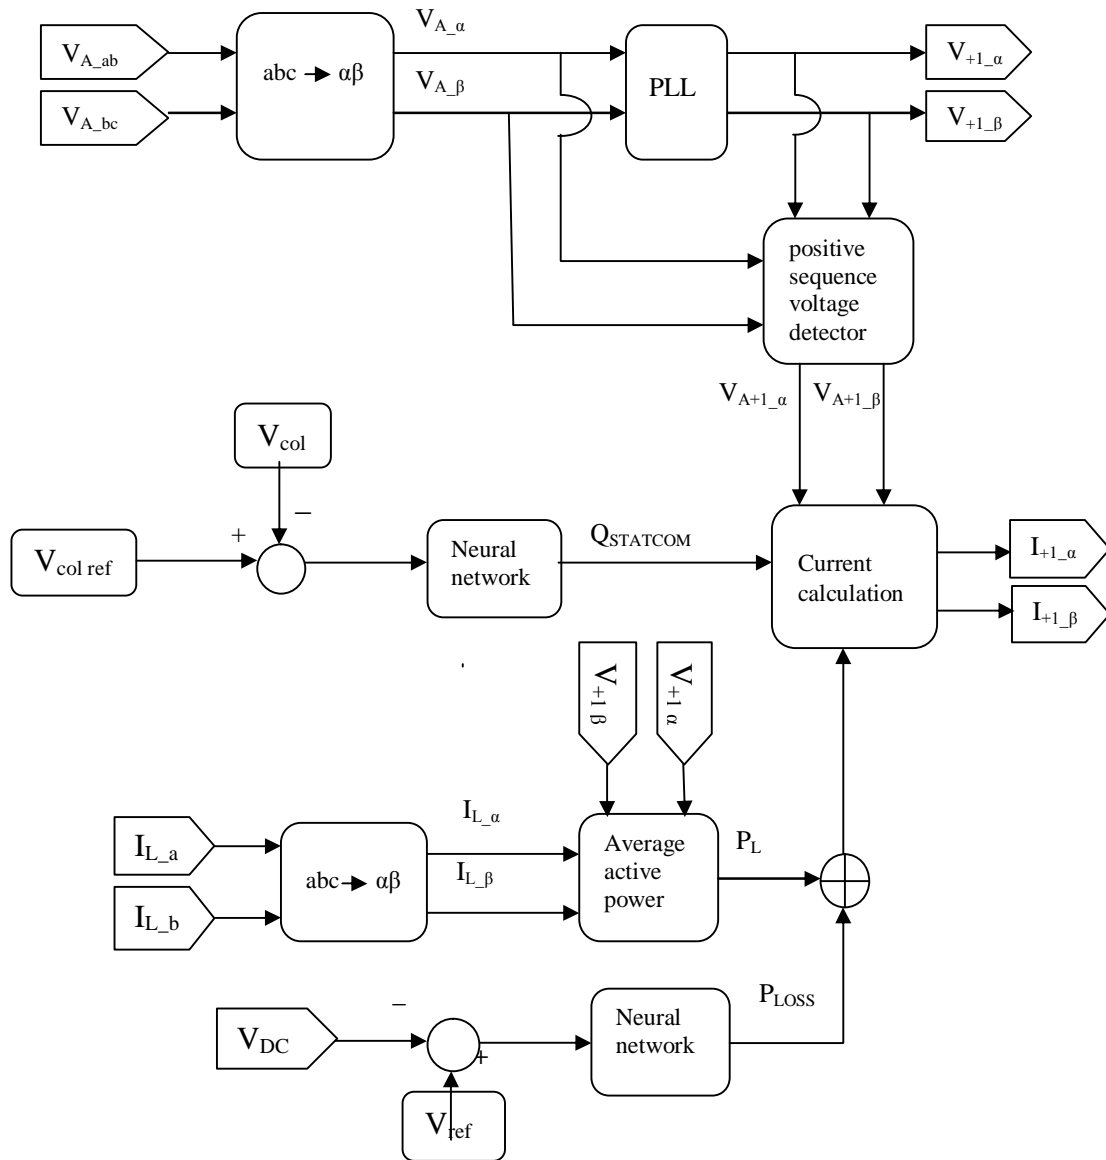 V_A_ab
V_A_bc
abc → αβ
V_A_α
V_A_β
PLL
V_+1_α
V_+1_β
positive
sequence
voltage
detector
V_A+1_α
V_A+1_β
V_col
−
+
V_col ref
Neural
network
Q_STATCOM
Current
calculation
I_+1_α
I_+1_β
V_+1 β
V_+1 α
I_L_a
I_L_b
abc → αβ
I_L_α
I_L_β
Average
active
power
P_L
V_DC
−
+
V_ref
Neural
network
P_LOSS